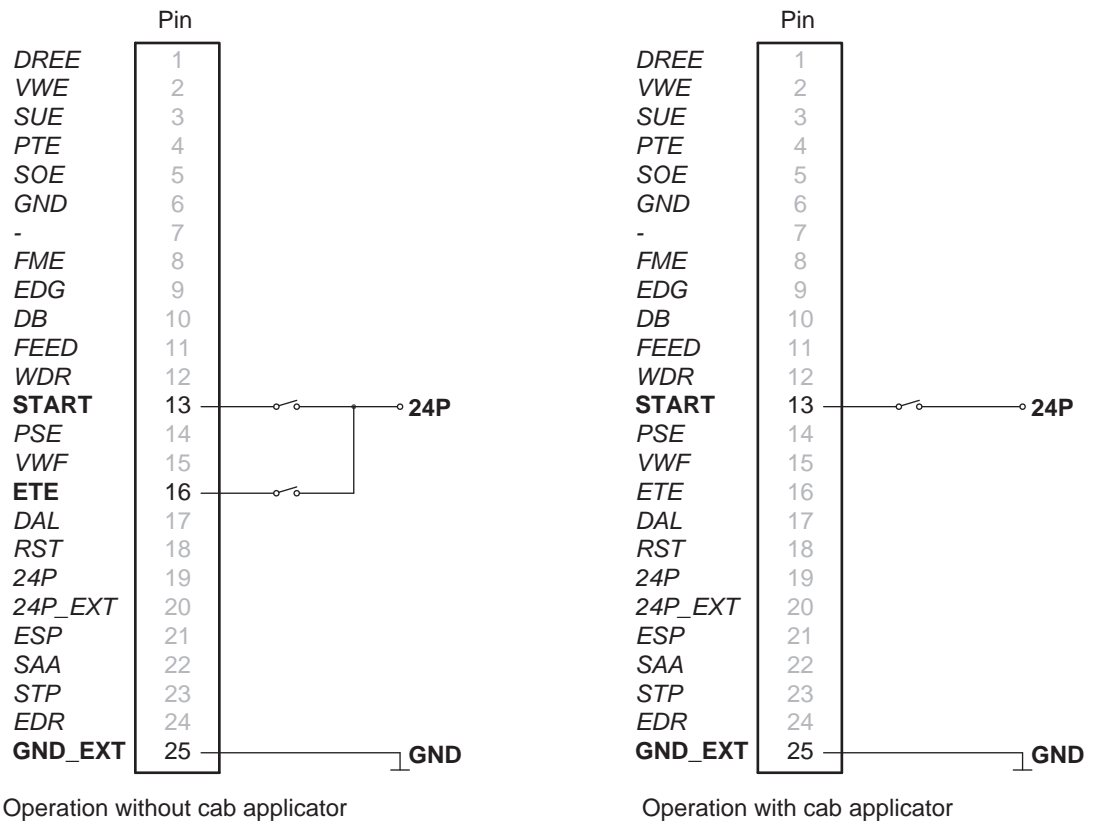 Pin
DREE 1
VWE 2
SUE 3
PTE 4
SOE 5
GND 6
- 7
FME 8
EDG 9
DB 10
FEED 11
WDR 12
START 13 24P
PSE 14
VWF 15
ETE 16
DAL 17
RST 18
24P 19
24P_EXT 20
ESP 21
SAA 22
STP 23
EDR 24
GND_EXT 25 GND
Operation without cab applicator
Pin
DREE 1
VWE 2
SUE 3
PTE 4
SOE 5
GND 6
- 7
FME 8
EDG 9
DB 10
FEED 11
WDR 12
START 13 24P
PSE 14
VWF 15
ETE 16
DAL 17
RST 18
24P 19
24P_EXT 20
ESP 21
SAA 22
STP 23
EDR 24
GND_EXT 25 GND
Operation with cab applicator